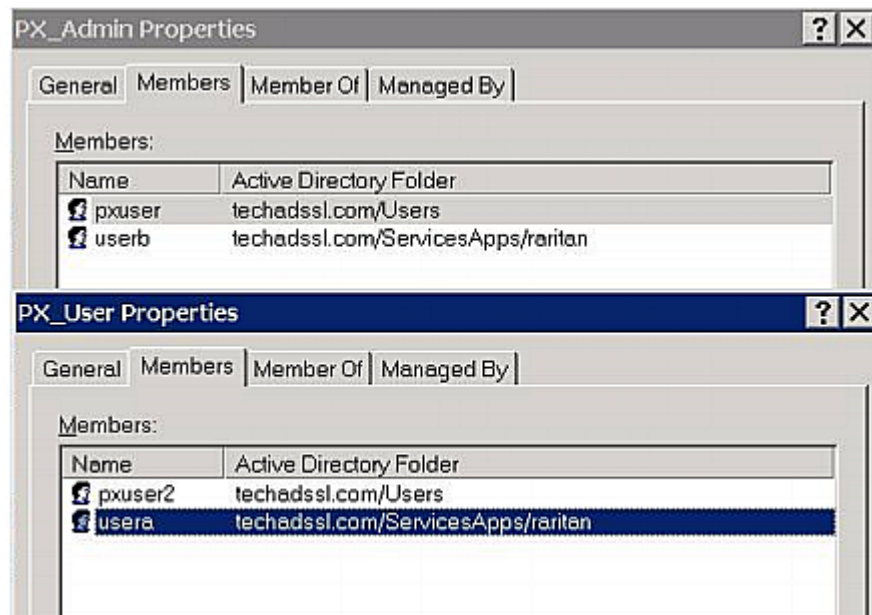 PX_Admin Properties
General Members Member Of Managed By
Members:
Name Active Directory Folder
pxuser techadssl.com/Users
userb techadssl.com/ServicesApps/raritan
PX_User Properties
General Members Member Of Managed By
Members:
Name Active Directory Folder
pxuser2 techadssl.com/Users
usera techadssl.com/ServicesApps/raritan